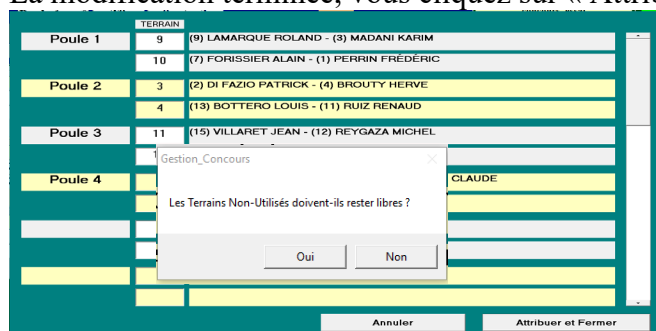 La modification terminée, vous cliquez sur « Attrib
TERRAIN
Poule 1 9 (9) LAMARQUE ROLAND - (3) MADANI KARIM
10 (7) FORISSIER ALAIN - (1) PERRIN FRÉDÉRIC
Poule 2 3 (2) DI FAZIO PATRICK - (4) BROUTY HERVE
4 (13) BOTTERO LOUIS - (11) RUIZ RENAUD
Poule 3 11 (15) VILLARET JEAN - (12) REYGAZA MICHEL
Gestion_Concours
Poule 4 CLAUDE
Les Terrains Non-Utilisés doivent-ils rester libres ?
Oui Non
Annuler Attribuer et Fermer